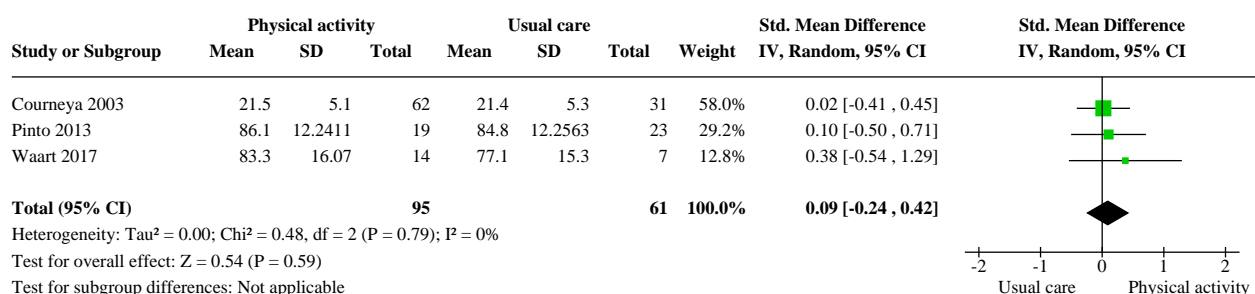 Physical activity Usual care Std. Mean Difference Std. Mean Difference
Study or Subgroup Mean SD Total Mean SD Total Weight IV, Random, 95% CI IV, Random, 95% CI
Courneya 2003 21.5 5.1 62 21.4 5.3 31 58.0% 0.02 [-0.41 , 0.45]
Pinto 2013 86.1 12.2411 19 84.8 12.2563 23 29.2% 0.10 [-0.50 , 0.71]
Waart 2017 83.3 16.07 14 77.1 15.3 7 12.8% 0.38 [-0.54 , 1.29]
Total (95% CI) 95 61 100.0% 0.09 [-0.24 , 0.42]
Heterogeneity: Tau² = 0.00; Chi² = 0.48, df = 2 (P = 0.79); I² = 0%
Test for overall effect: Z = 0.54 (P = 0.59)
-2 -1 0 1 2
Test for subgroup differences: Not applicable Usual care Physical activity